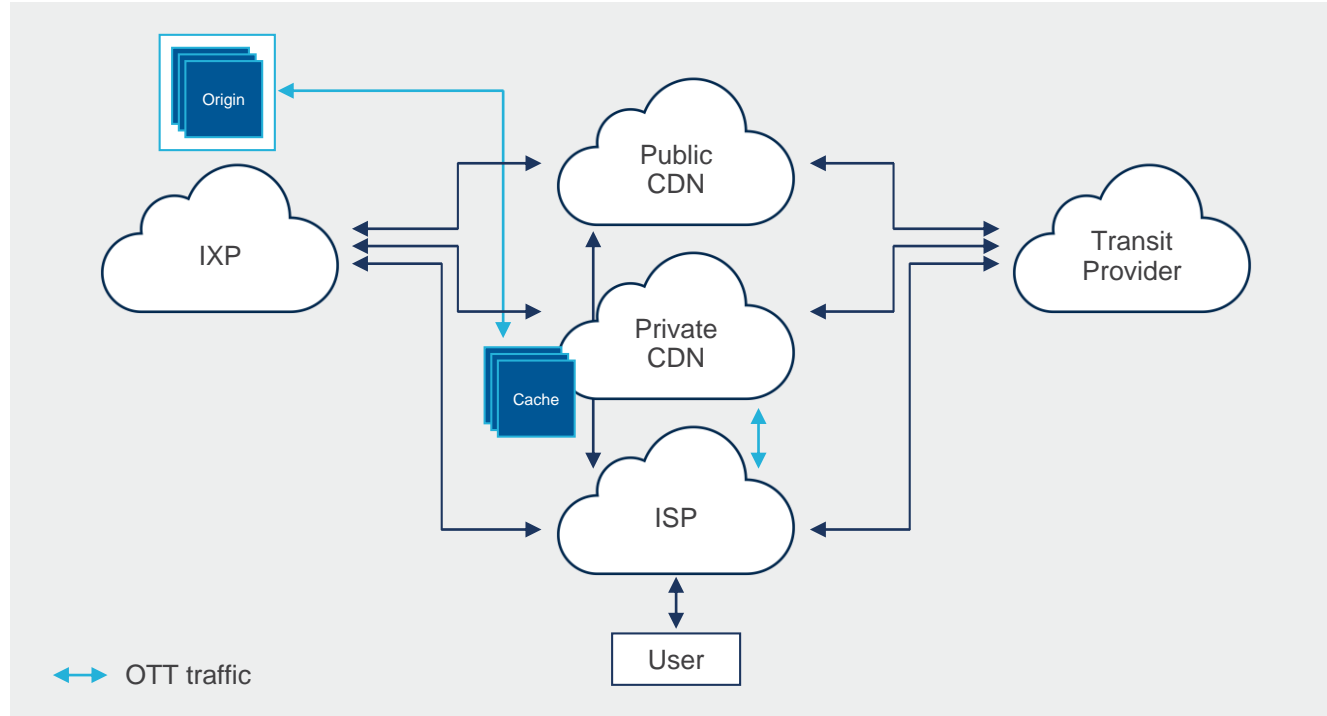 Origin
Public
CDN
IXP
Transit
Provider
Private
CDN
Cache
ISP
User
OTT traffic